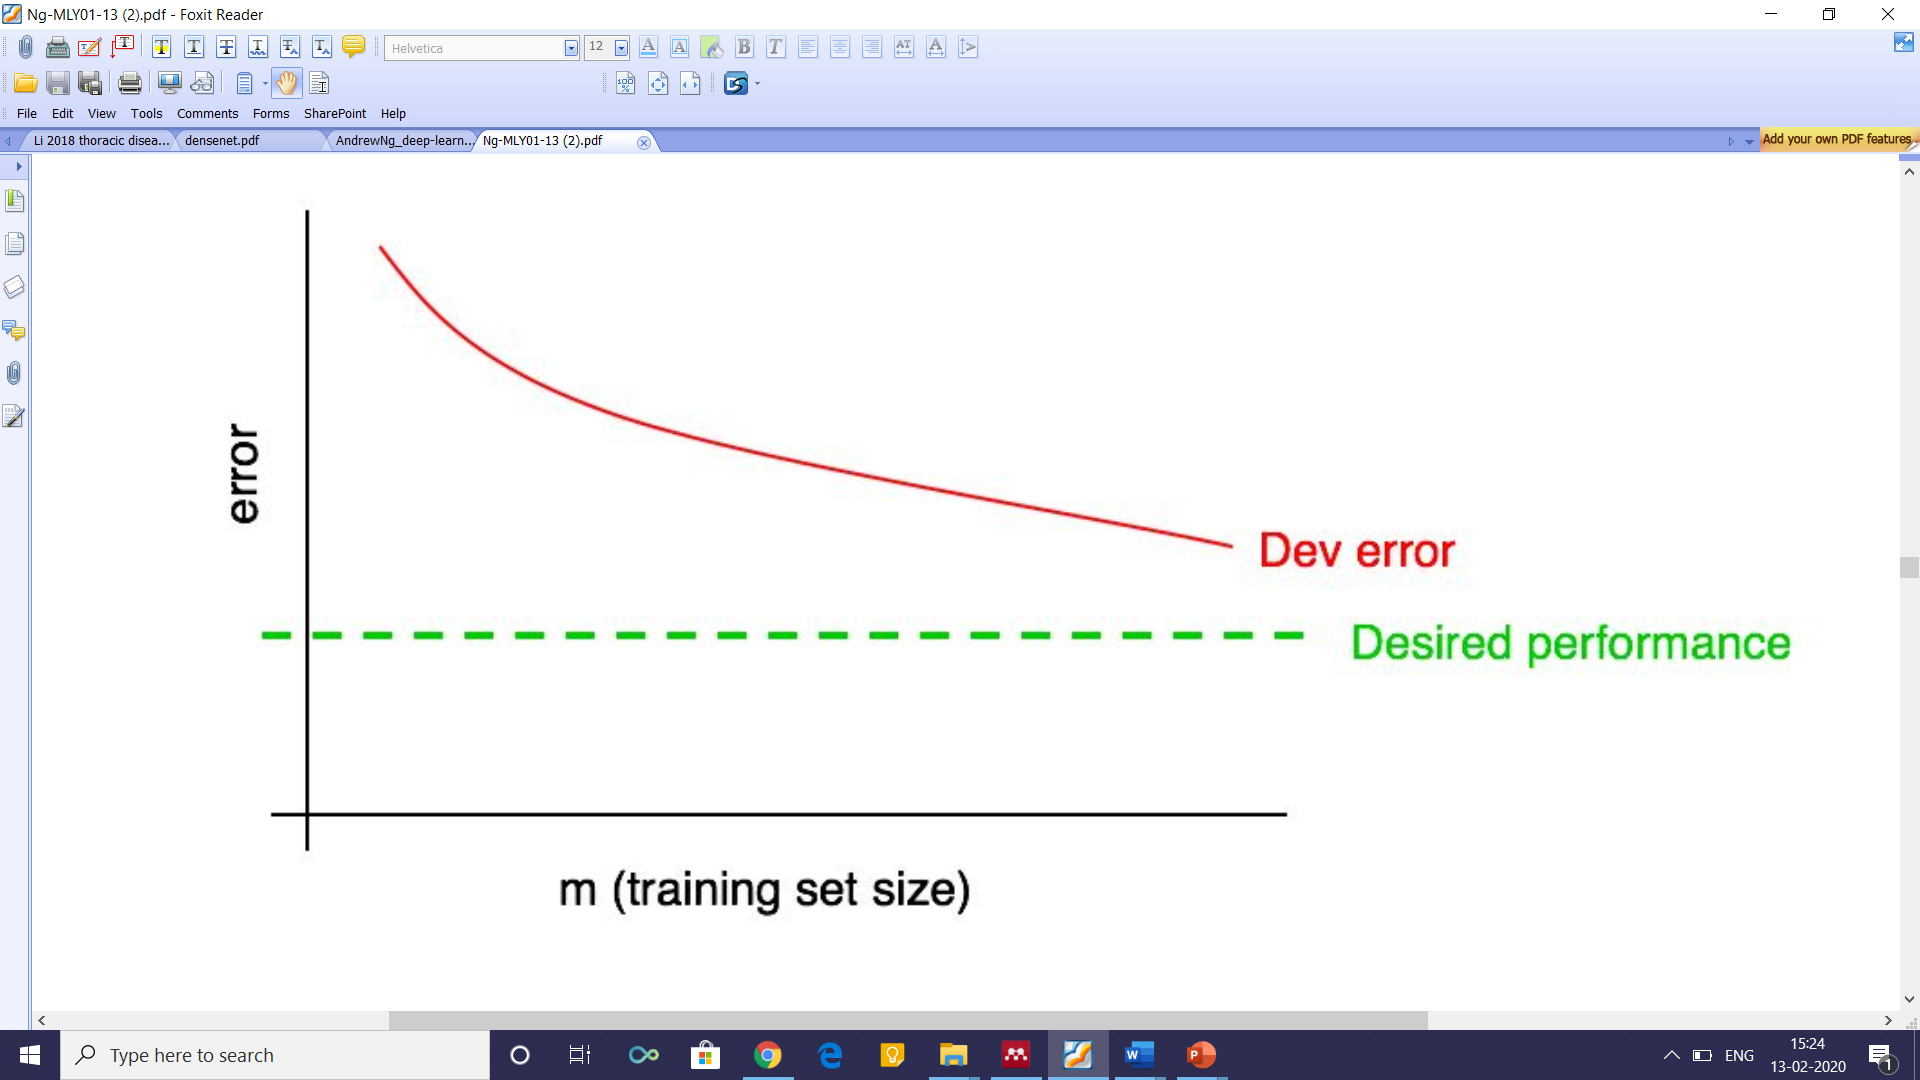 Ng-MLY01-13 (2).pdf - Foxit Reader
Helvetica
12
File Edit View Tools Comments Forms SharePoint Help
Li 2018 thoracic disea... densenet.pdf AndrewNg_deep-learn... Ng-MLY01-13 (2).pdf
Add your own PDF features
error
Dev error
Desired performance
m (training set size)
Type here to search
ENG
15:24
13-02-2020
1